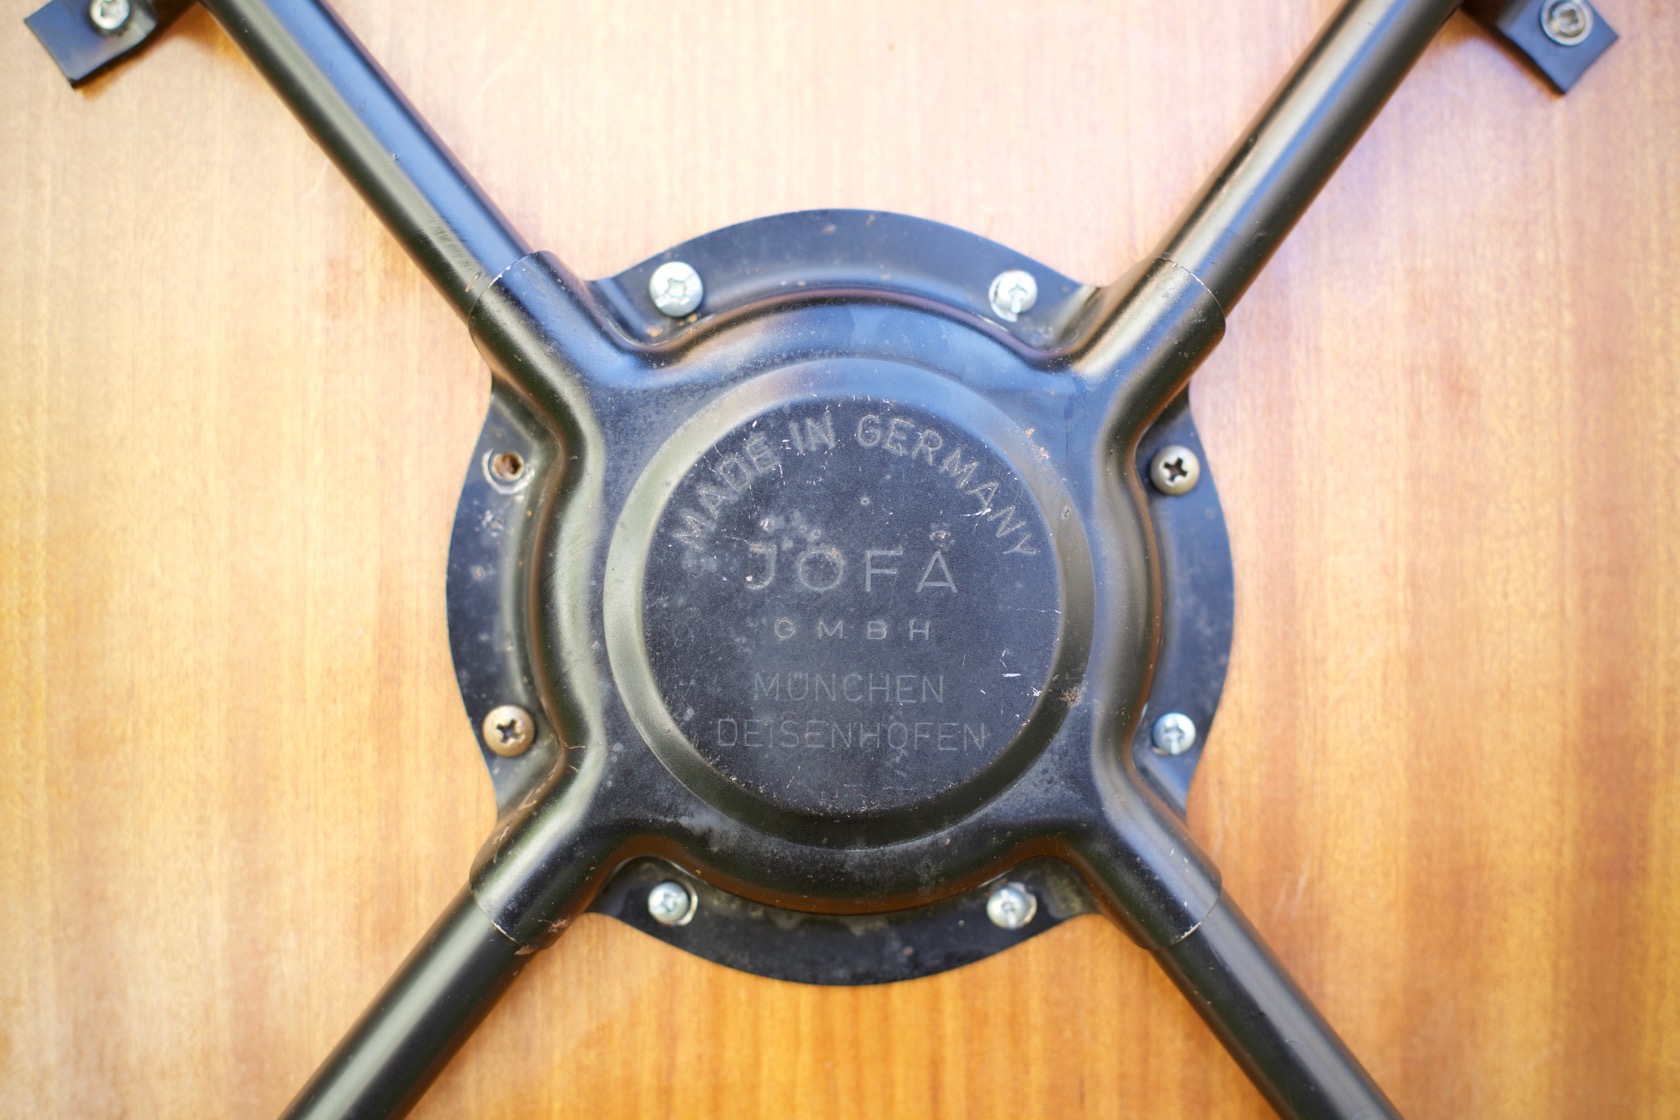 MADE IN GERMANY
JOFA
GMBH
MÜNCHEN
DEISENHOFEN